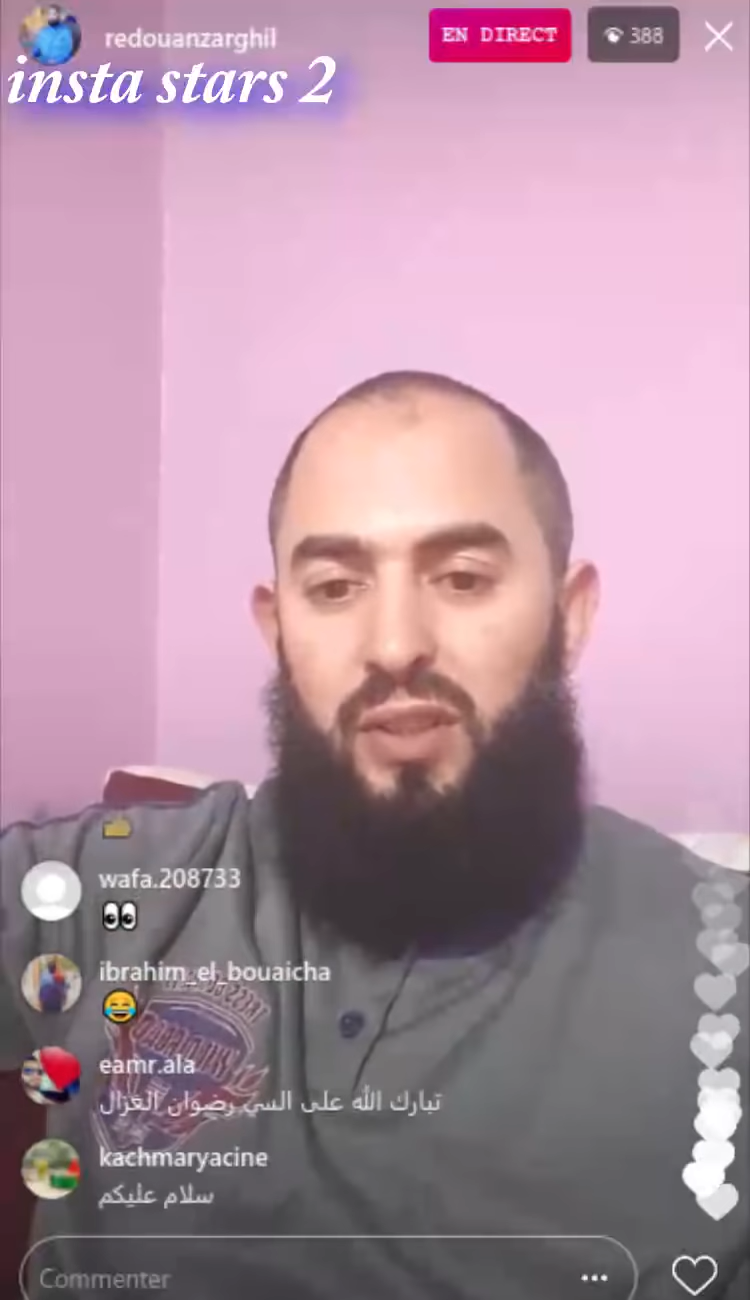 redouanzarghil
EN DIRECT
388
insta stars 2
wafa.208733
ibrahim_el_bouaicha
eamr.ala
تبارك الله على السي رضوان الغزال
kachmaryacine
سلام عليكم
Commenter